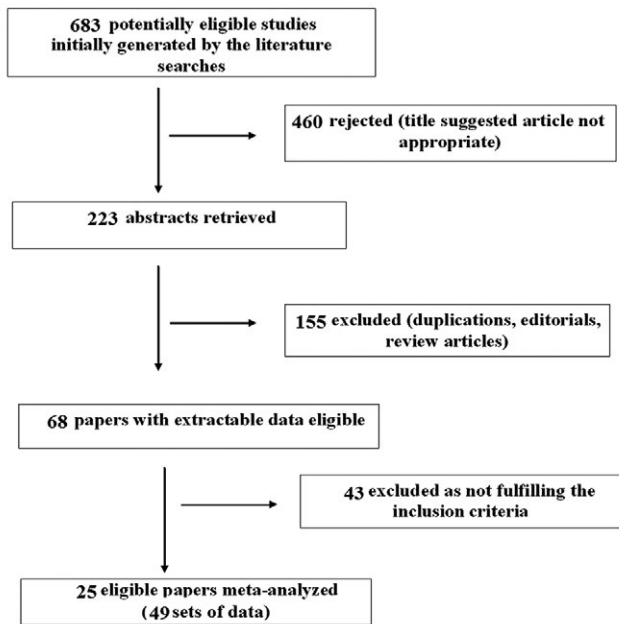 683 potentially eligible studies
initially generated by the literature
searches
460 rejected (title suggested article not
appropriate)
223 abstracts retrieved
155 excluded (duplications, editorials,
review articles)
68 papers with extractable data eligible
43 excluded as not fulfilling the
inclusion criteria
25 eligible papers meta-analyzed
(49 sets of data)